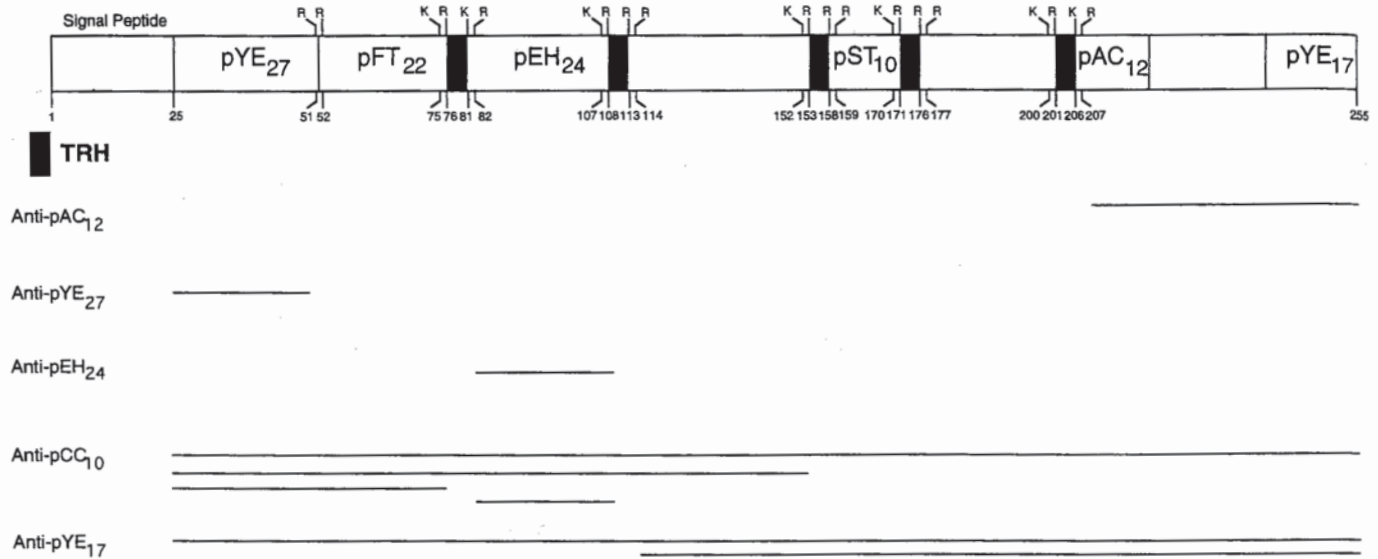 Signal Peptide
R R K R K R K R R R K R R R K R R R K R K R
pYE27 pFT22 pEH24 pST10 pAC12 pYE17
1 25 51 52 75 76 81 82 107 108 113 114 152 153 158 159 170 171 176 177 200 201 206 207 255
TRH
Anti-pAC12
Anti-pYE27
Anti-pEH24
Anti-pCC10
Anti-pYE17